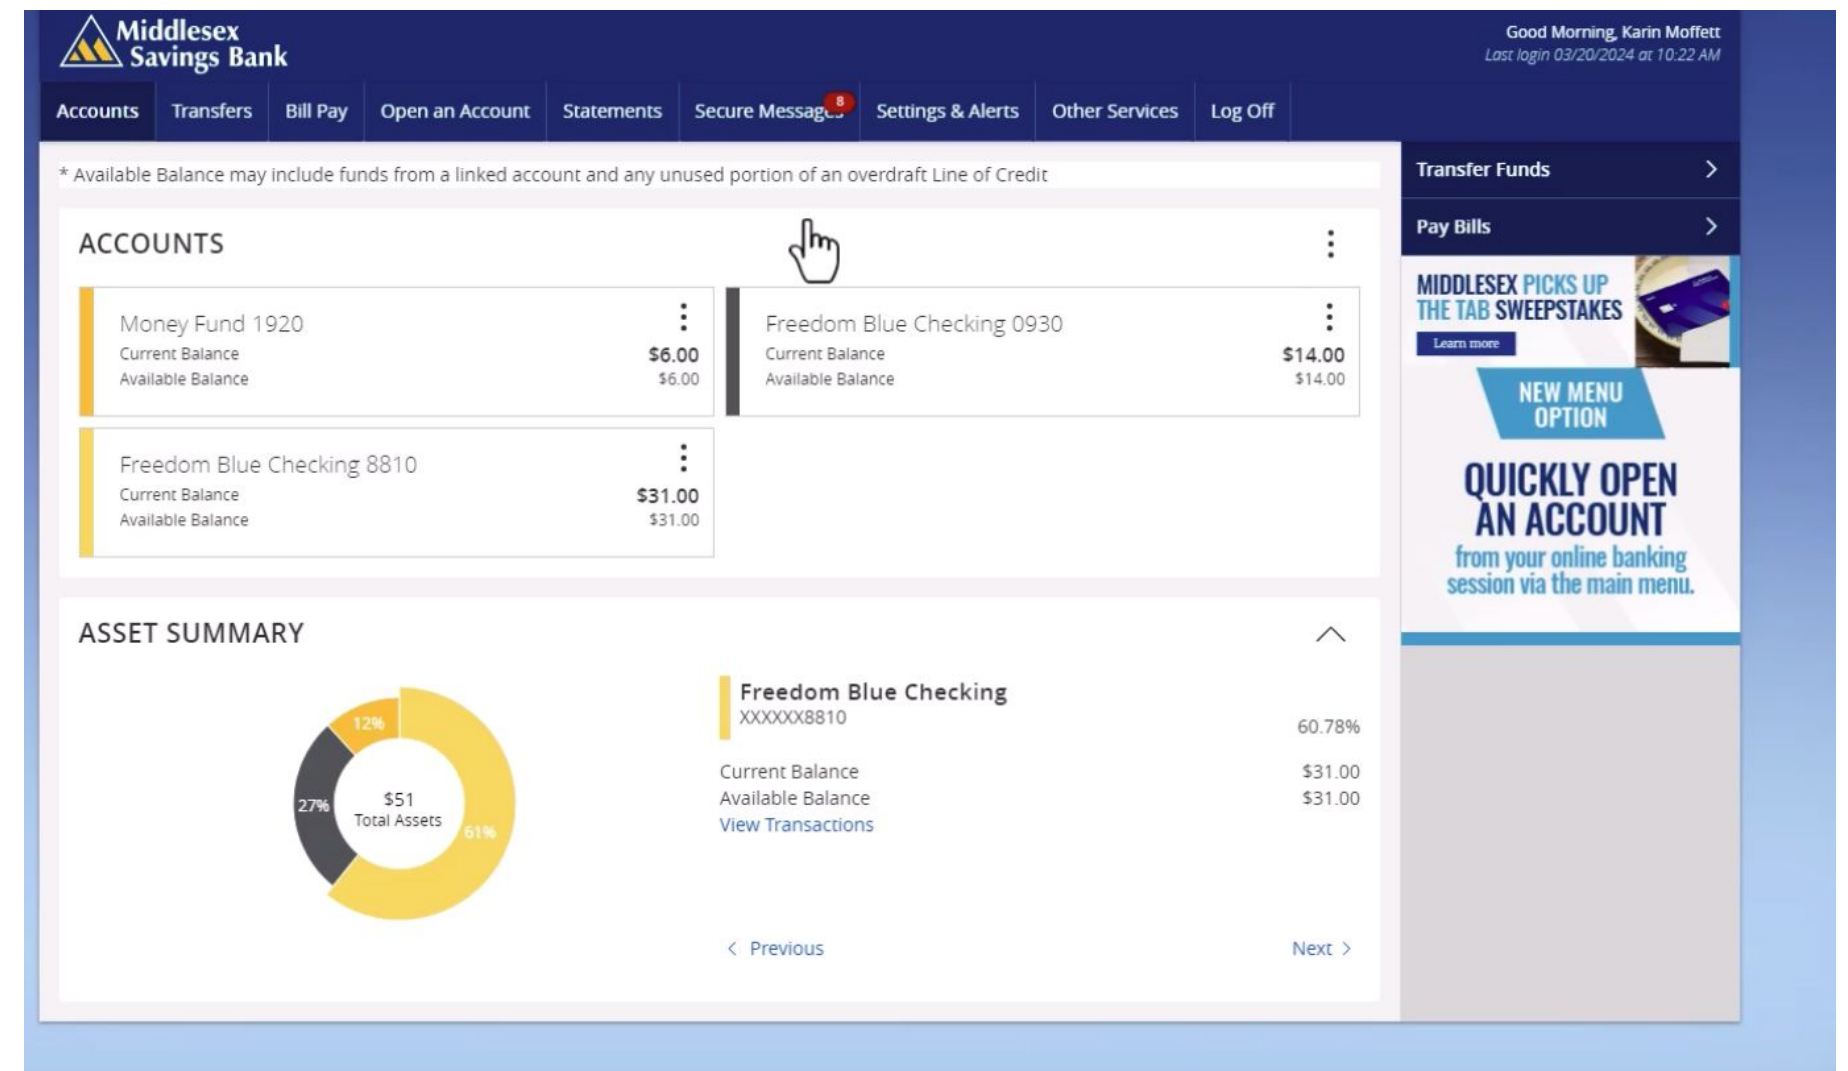 Middlesex
Savings Bank
Good Morning, Karin Moffett
Last login 03/20/2024 at 10:22 AM
Accounts
Transfers
Bill Pay
Open an Account
Statements
Secure Messages
8
Settings & Alerts
Other Services
Log Off
* Available Balance may include funds from a linked account and any unused portion of an overdraft Line of Credit
ACCOUNTS
Money Fund 1920
Current Balance $6.00
Available Balance $6.00
Freedom Blue Checking 0930
Current Balance $14.00
Available Balance $14.00
Freedom Blue Checking 8810
Current Balance $31.00
Available Balance $31.00
ASSET SUMMARY
12%
27%
61%
$51
Total Assets
Freedom Blue Checking
XXXXXX8810
60.78%
Current Balance $31.00
Available Balance $31.00
View Transactions
< Previous
Next >
Transfer Funds >
Pay Bills >
MIDDLESEX PICKS UP
THE TAB SWEEPSTAKES
Learn more
NEW MENU
OPTION
QUICKLY OPEN
AN ACCOUNT
from your online banking
session via the main menu.